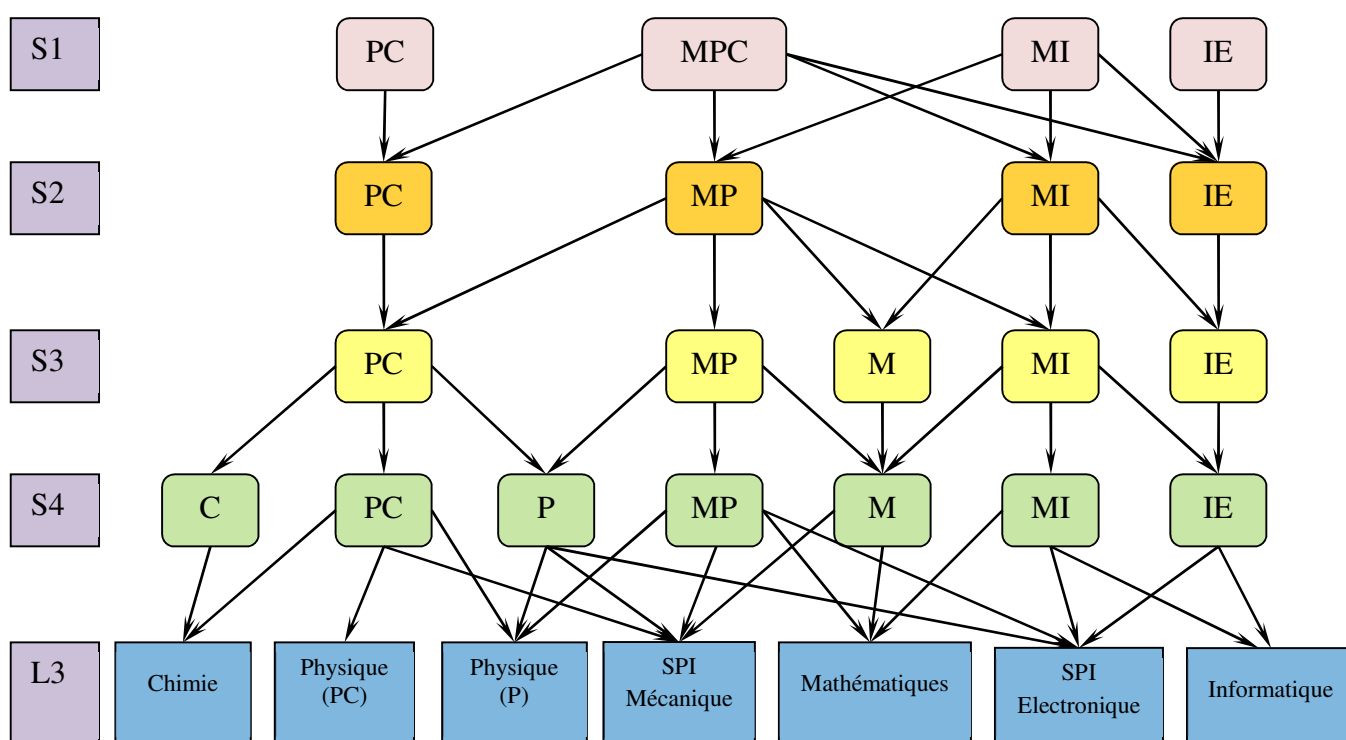 S1
PC
MPC
MI
IE
S2
PC
MP
MI
IE
S3
PC
MP
M
MI
IE
S4
C
PC
P
MP
M
MI
IE
L3
Chimie
Physique
(PC)
Physique
(P)
SPI
Mécanique
Mathématiques
SPI
Electronique
Informatique